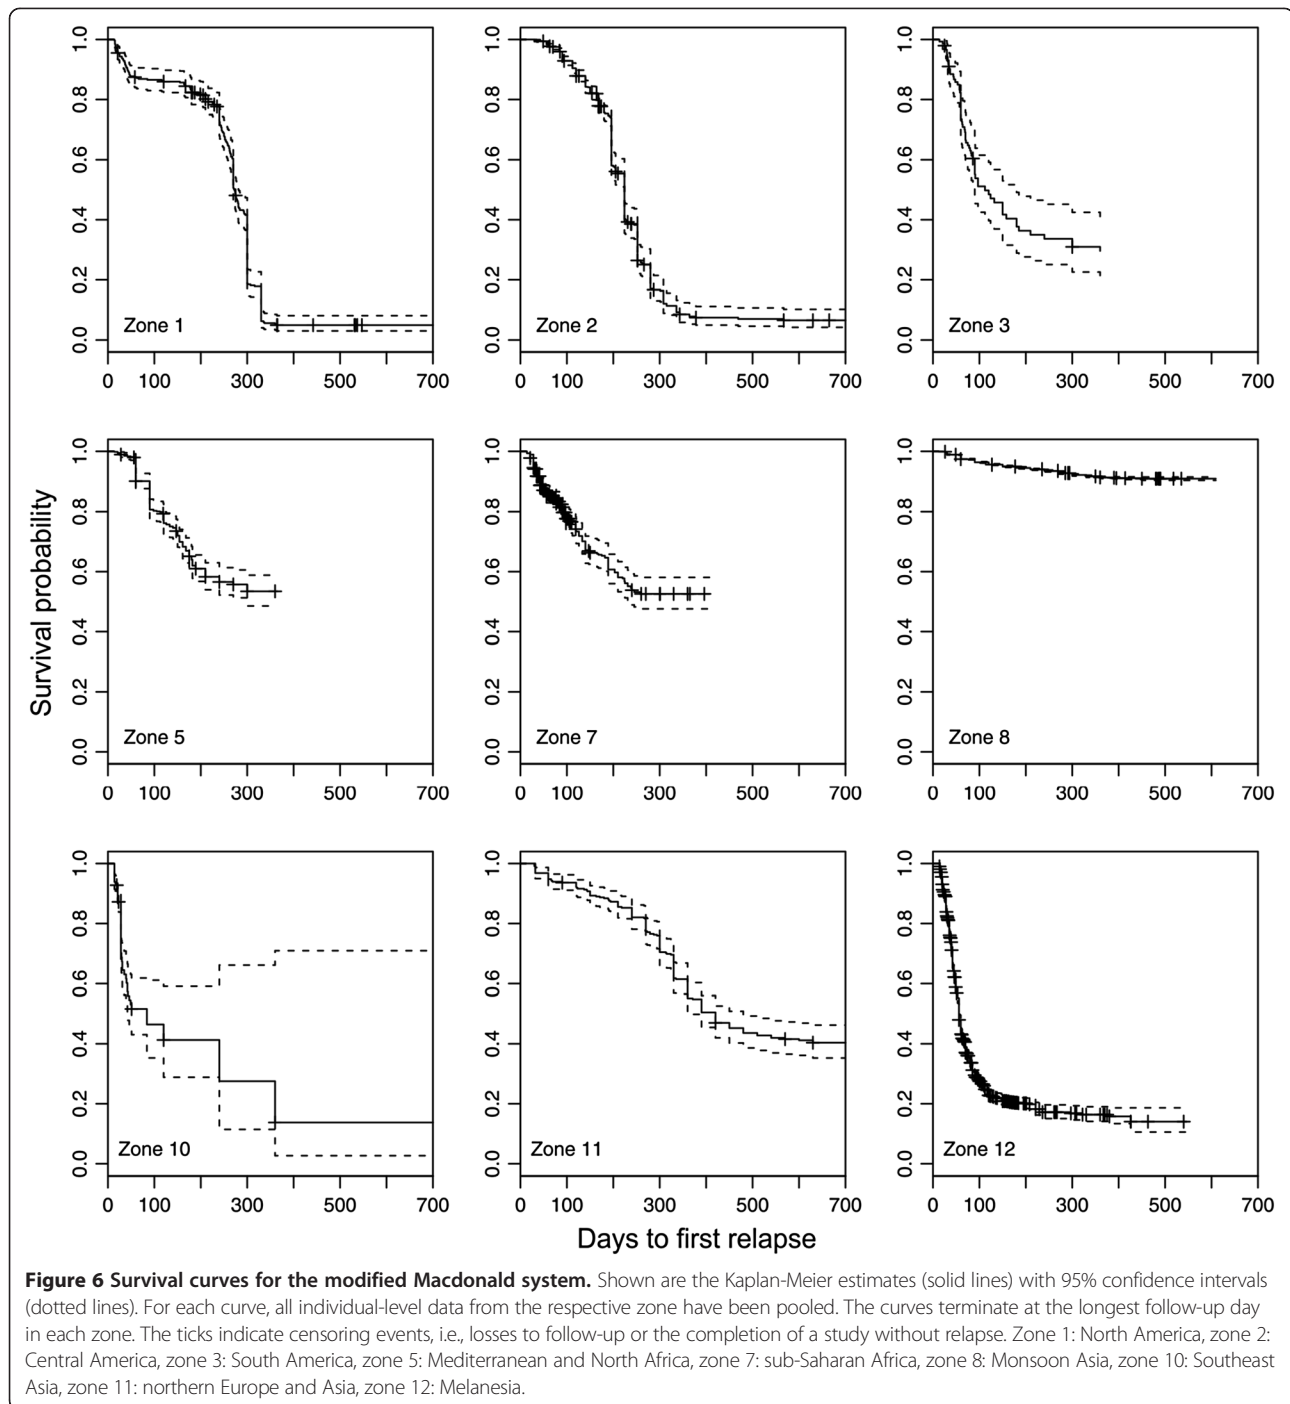 1.0
0.8
0.6
0.4
0.2
0.0
Zone 1
0 100 300 500 700
1.0
0.8
0.6
0.4
0.2
0.0
Zone 2
0 100 300 500 700
1.0
0.8
0.6
0.4
0.2
0.0
Zone 3
0 100 300 500 700
Survival probability
1.0
0.8
0.6
0.4
0.2
0.0
Zone 5
0 100 300 500 700
1.0
0.8
0.6
0.4
0.2
0.0
Zone 7
0 100 300 500 700
1.0
0.8
0.6
0.4
0.2
0.0
Zone 8
0 100 300 500 700
1.0
0.8
0.6
0.4
0.2
0.0
Zone 10
0 100 300 500 700
1.0
0.8
0.6
0.4
0.2
0.0
Zone 11
0 100 300 500 700
1.0
0.8
0.6
0.4
0.2
0.0
Zone 12
0 100 300 500 700
Days to first relapse
Figure 6 Survival curves for the modified Macdonald system. Shown are the Kaplan-Meier estimates (solid lines) with 95% confidence intervals
(dotted lines). For each curve, all individual-level data from the respective zone have been pooled. The curves terminate at the longest follow-up day
in each zone. The ticks indicate censoring events, i.e., losses to follow-up or the completion of a study without relapse. Zone 1: North America, zone 2:
Central America, zone 3: South America, zone 5: Mediterranean and North Africa, zone 7: sub-Saharan Africa, zone 8: Monsoon Asia, zone 10: Southeast
Asia, zone 11: northern Europe and Asia, zone 12: Melanesia.